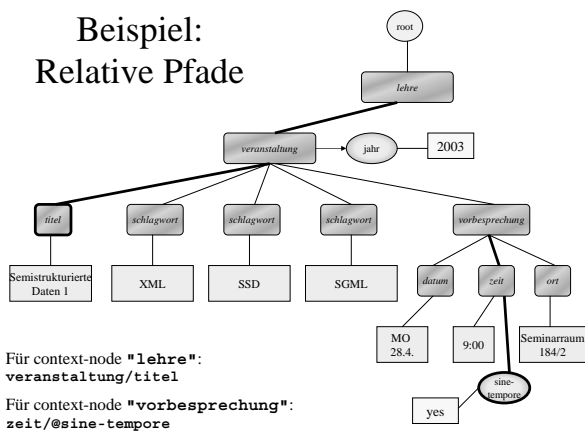 Beispiel:
Relative Pfade
root
lehre
veranstaltung
jahr
2003
titel
schlagwort
schlagwort
schlagwort
vorbesprechung
Semistrukturierte
Daten 1
XML
SSD
SGML
datum
zeit
ort
MO
28.4.
9:00
Seminarraum
184/2
sine-
tempore
yes
Für context-node "lehre":
veranstaltung/titel
Für context-node "vorbesprechung":
zeit/@sine-tempore